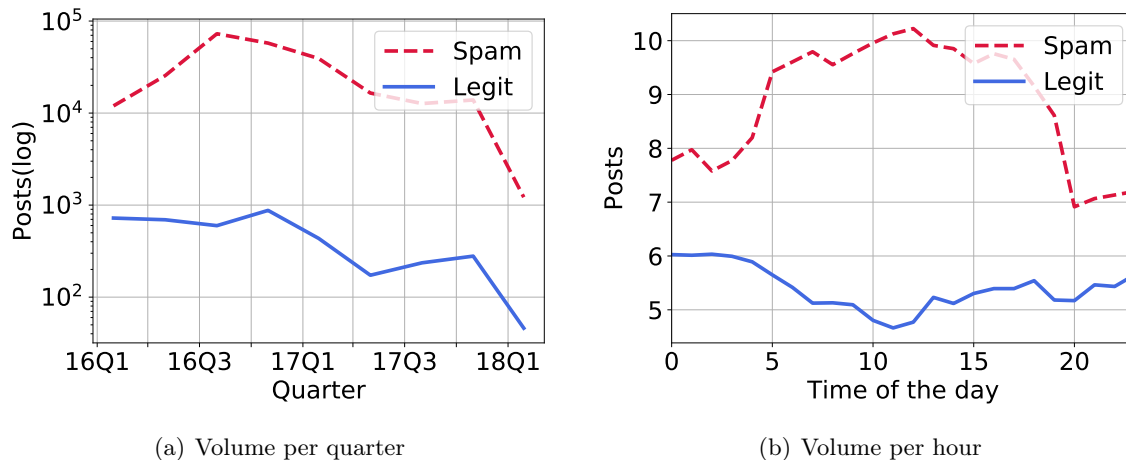 10^5
10^4
10^3
10^2
Posts(log)
Spam
Legit
16Q1 16Q3 17Q1 17Q3 18Q1
Quarter
(a) Volume per quarter
10
9
8
7
6
5
Posts
Spam
Legit
0 5 10 15 20
Time of the day
(b) Volume per hour